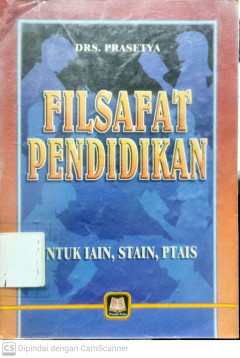 DRS. PRASETYA
FILSAFAT
PENDIDIKAN
NTUK IAIN, STAIN, PTAIS
CS Dipindai dengan CamScanner